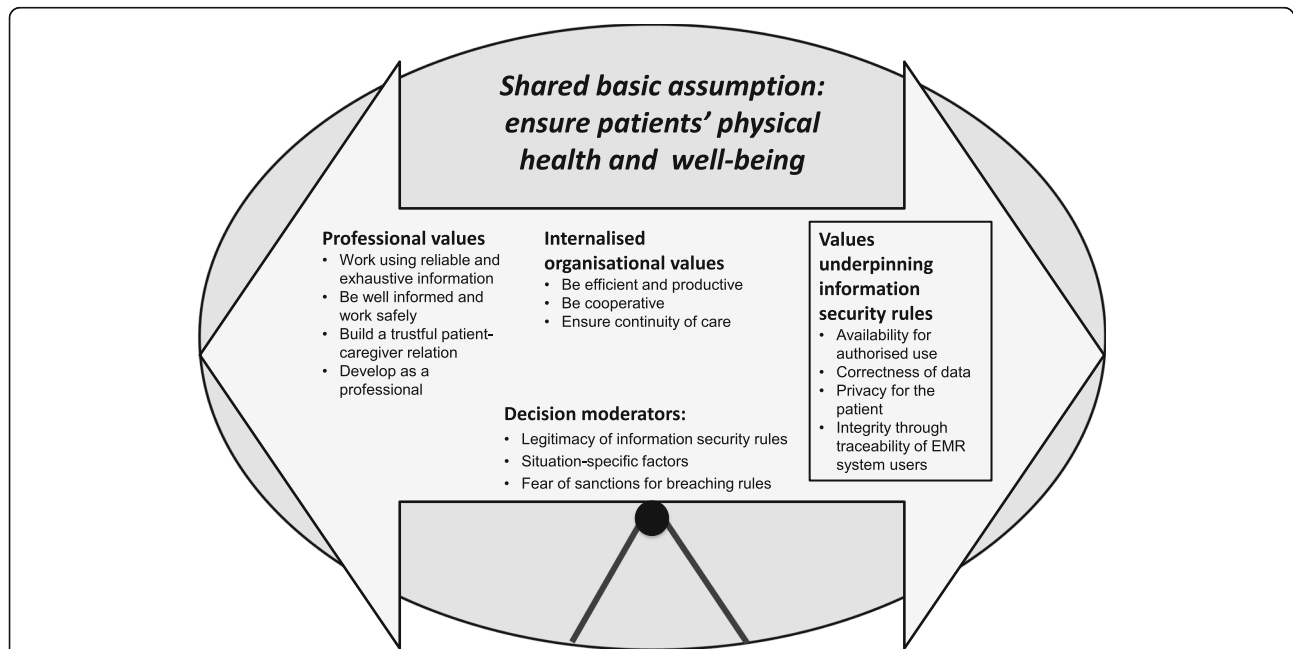 Shared basic assumption:
ensure patients’ physical
health and well-being
Professional values
• Work using reliable and
exhaustive information
• Be well informed and
work safely
• Build a trustful patient-
caregiver relation
• Develop as a
professional
Internalised
organisational values
• Be efficient and productive
• Be cooperative
• Ensure continuity of care
Values
underpinning
information
security rules
• Availability for
authorised use
• Correctness of data
• Privacy for the
patient
• Integrity through
traceability of EMR
system users
Decision moderators:
• Legitimacy of information security rules
• Situation-specific factors
• Fear of sanctions for breaching rules